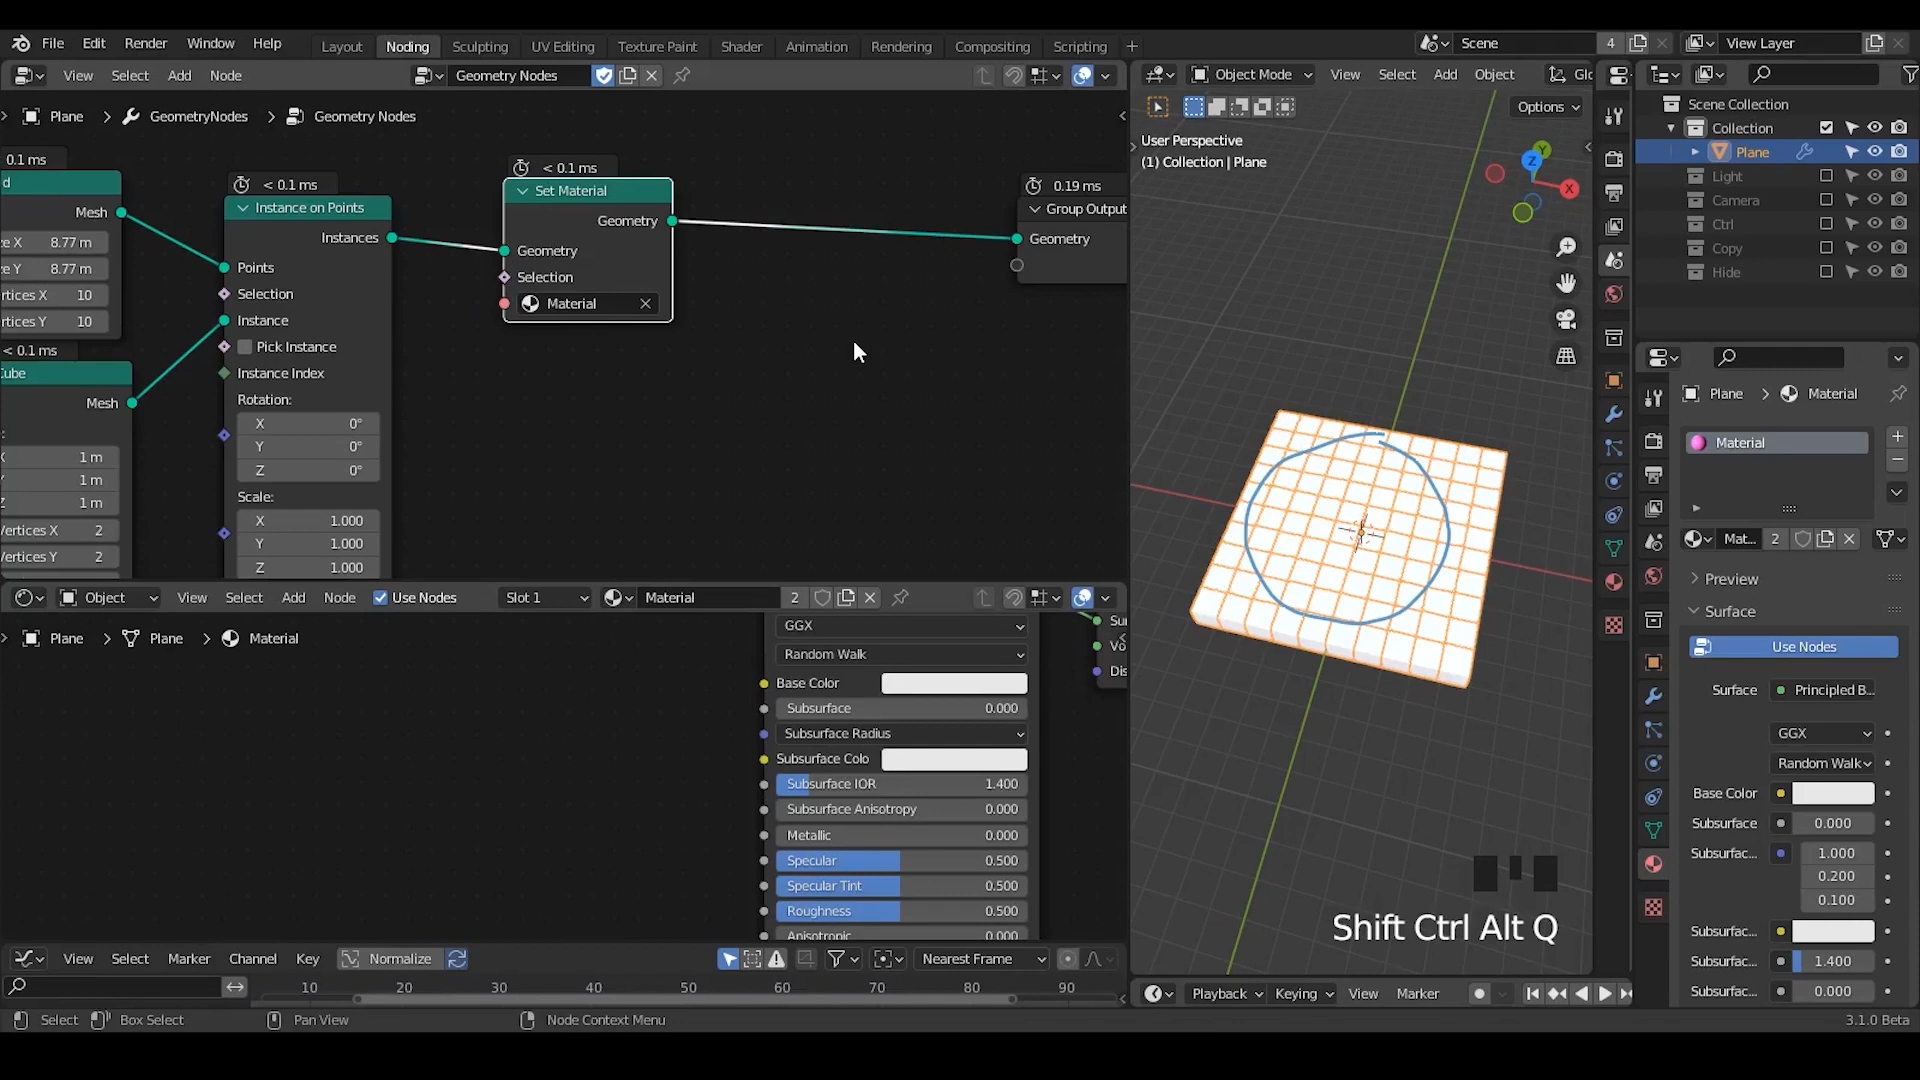 File Edit Render Window Help Layout Noding Sculpting UV Editing Texture Paint Shader Animation Rendering Compositing Scripting Scene 4 View Layer
View Select Add Node Geometry Nodes Object Mode View Select Add Object
Options
Plane GeometryNodes Geometry Nodes
0.1 ms
Mesh
8.77 m
8.77 m
10
10
< 0.1 ms
Instance on Points
Instances
Points
Selection
Instance
Pick Instance
Instance Index
Rotation:
X 0°
Y 0°
Z 0°
Scale:
X 1.000
Y 1.000
Z 1.000
< 0.1 ms
Set Material
Geometry
Geometry
Selection
Material
0.19 ms
Group Output
Geometry
< 0.1 ms
Mesh
1 m
1 m
1 m
2
2
User Perspective
(1) Collection | Plane
Y
Z
X
Shift Ctrl Alt Q
Scene Collection
Collection
Plane
Light
Camera
Ctrl
Copy
Hide
Plane Material
Material
Mat... 2
Preview
Surface
Use Nodes
Surface Principled B...
GGX
Random Walk
Base Color
Subsurface 0.000
Subsurfac... 1.000
0.200
0.100
Subsurfac...
Subsurfac... 1.400
Subsurfac... 0.000
Object View Select Add Node Use Nodes Slot 1 Material 2
Plane Plane Material
GGX
Random Walk
Base Color
Subsurface 0.000
Subsurface Radius
Subsurface Colo
Subsurface IOR 1.400
Subsurface Anisotropy 0.000
Metallic 0.000
Specular 0.500
Specular Tint 0.500
Roughness 0.500
Anisotropic 0.000
View Select Marker Channel Key Normalize Nearest Frame
10 20 30 40 50 60 70 80 90
Playback Keying View Marker
Select Box Select Pan View Node Context Menu 3.1.0 Beta